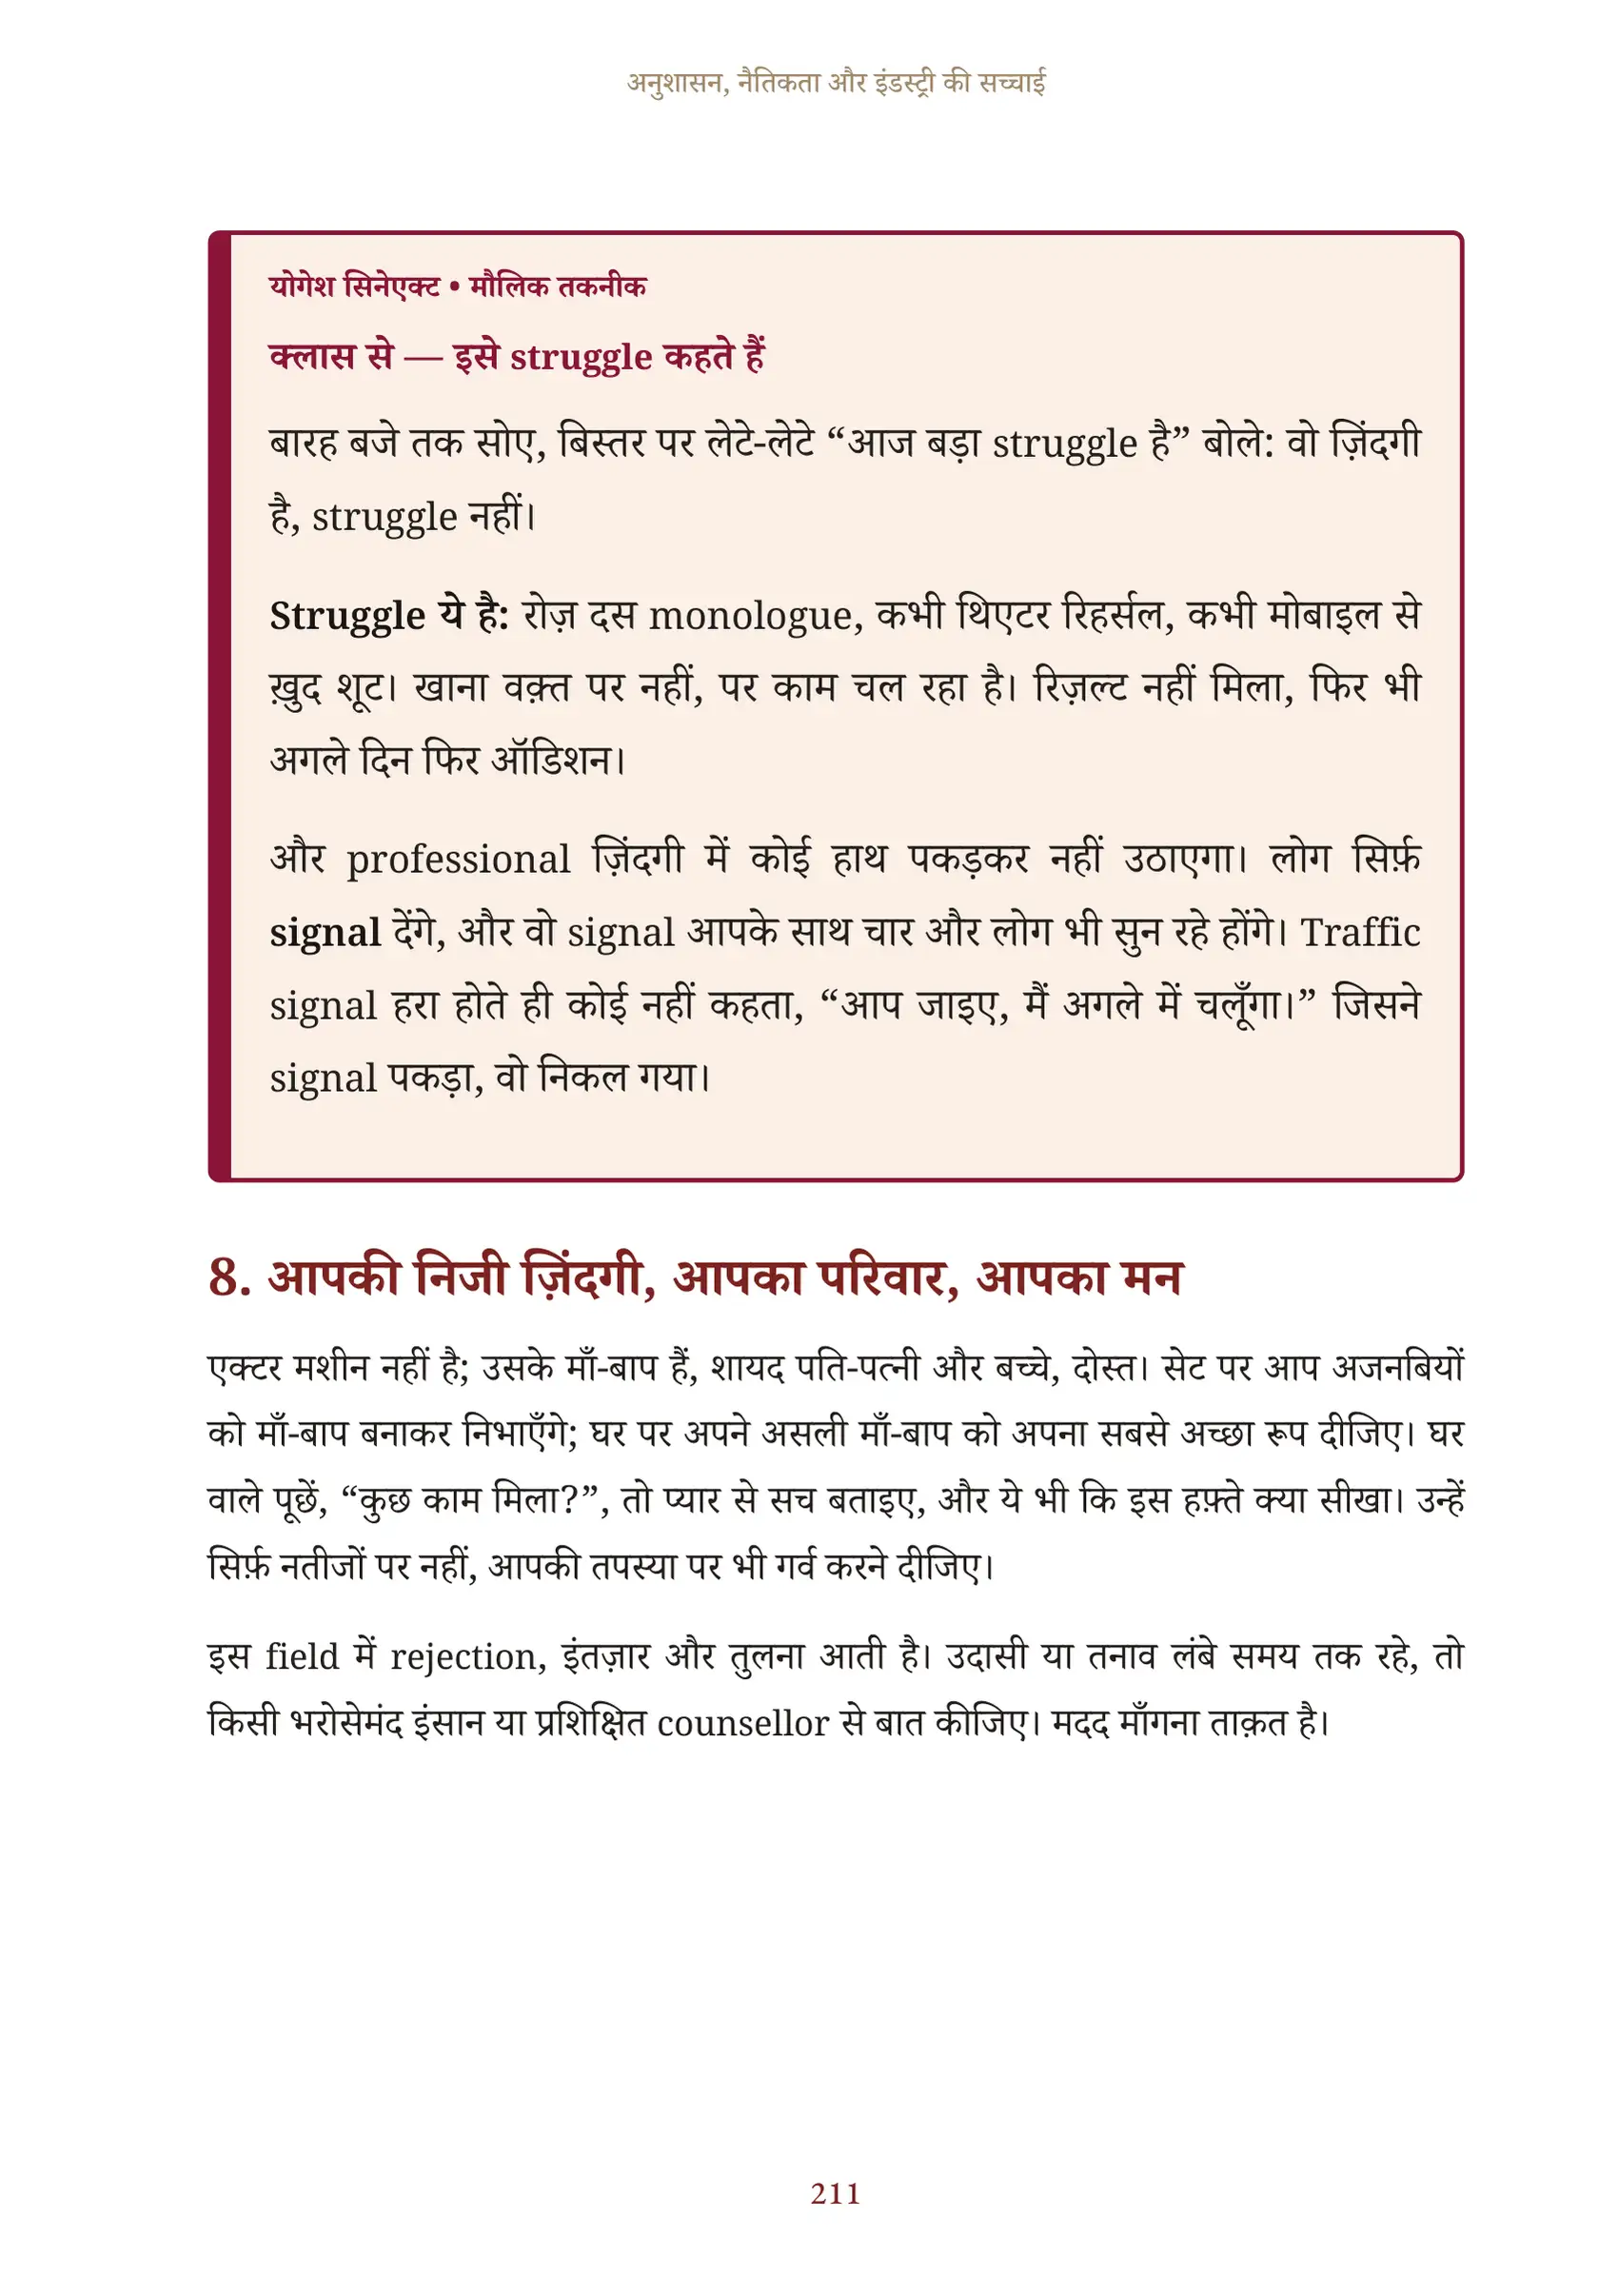 अनुशासन, नैतिकता और इंडस्ट्री की सच्चाई
योगेश सिनेएक्ट • मौलिक तकनीक
क्लास से — इसे struggle कहते हैं
बारह बजे तक सोए, बिस्तर पर लेटे-लेटे “आज बड़ा struggle है” बोले: वो ज़िंदगी
है, struggle नहीं।
Struggle ये है: रोज़ दस monologue, कभी थिएटर रिहर्सल, कभी मोबाइल से
ख़ुद शूट। खाना वक़्त पर नहीं, पर काम चल रहा है। रिज़ल्ट नहीं मिला, फिर भी
अगले दिन फिर ऑडिशन।
और professional ज़िंदगी में कोई हाथ पकड़कर नहीं उठाएगा। लोग सिर्फ़
signal देंगे, और वो signal आपके साथ चार और लोग भी सुन रहे होंगे। Traffic
signal हरा होते ही कोई नहीं कहता, “आप जाइए, मैं अगले में चलूँगा।” जिसने
signal पकड़ा, वो निकल गया।
8. आपकी निजी ज़िंदगी, आपका परिवार, आपका मन
एक्टर मशीन नहीं है; उसके माँ-बाप हैं, शायद पति-पत्नी और बच्चे, दोस्त। सेट पर आप अजनबियों
को माँ-बाप बनाकर निभाएँगे; घर पर अपने असली माँ-बाप को अपना सबसे अच्छा रूप दीजिए। घर
वाले पूछें, “कुछ काम मिला?”, तो प्यार से सच बताइए, और ये भी कि इस हफ़्ते क्या सीखा। उन्हें
सिर्फ़ नतीजों पर नहीं, आपकी तपस्या पर भी गर्व करने दीजिए।
इस field में rejection, इंतज़ार और तुलना आती है। उदासी या तनाव लंबे समय तक रहे, तो
किसी भरोसेमंद इंसान या प्रशिक्षित counsellor से बात कीजिए। मदद माँगना ताक़त है।
211